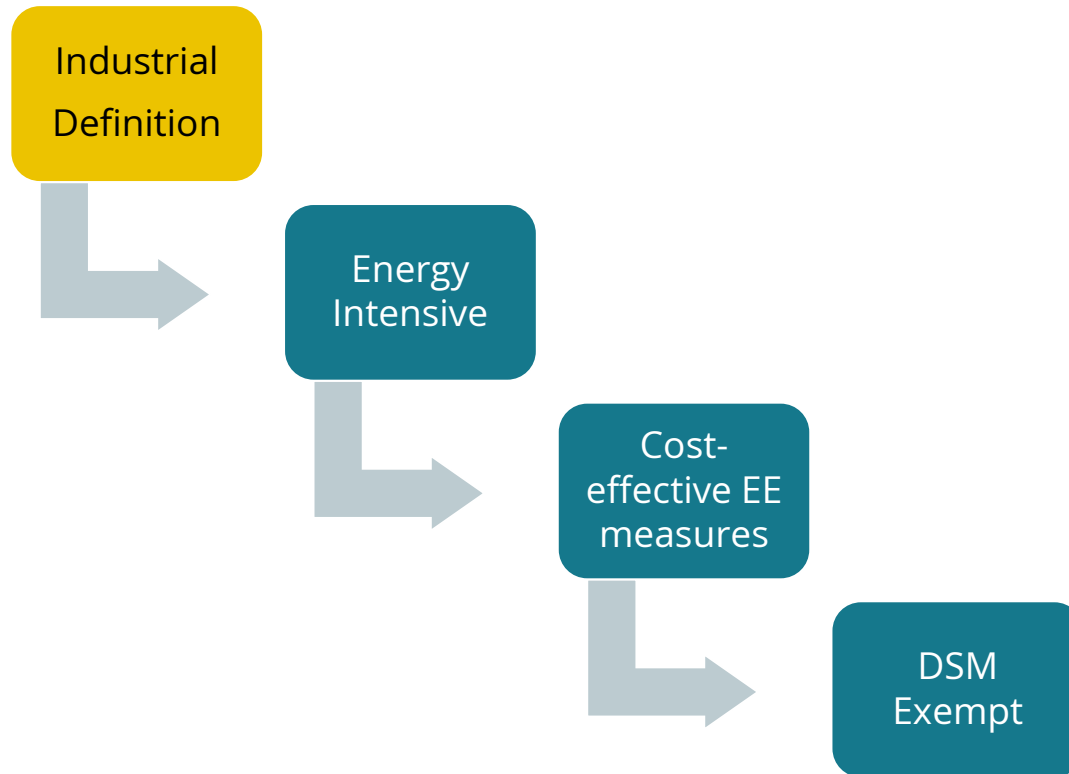 Industrial
Definition
Energy
Intensive
Cost-
effective EE
measures
DSM
Exempt